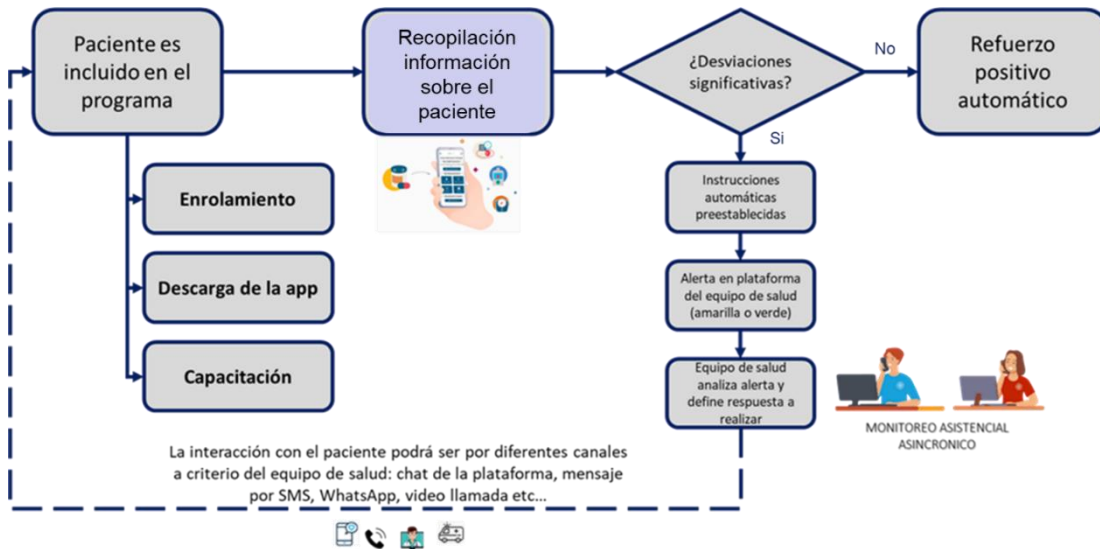 Paciente es
incluido en el
programa
Recopilación
información
sobre el
paciente
¿Desviaciones
significativas?
No
Refuerzo
positivo
automático
Si
Enrolamiento
Descarga de la app
Capacitación
Instrucciones
automáticas
preestablecidas
Alerta en plataforma
del equipo de salud
(amarilla o verde)
Equipo de salud
analiza alerta y
define respuesta a
realizar
MONITOREO ASISTENCIAL
ASINCRONICO
La interacción con el paciente podrá ser por diferentes canales
a criterio del equipo de salud: chat de la plataforma, mensaje
por SMS, WhatsApp, video llamada etc...